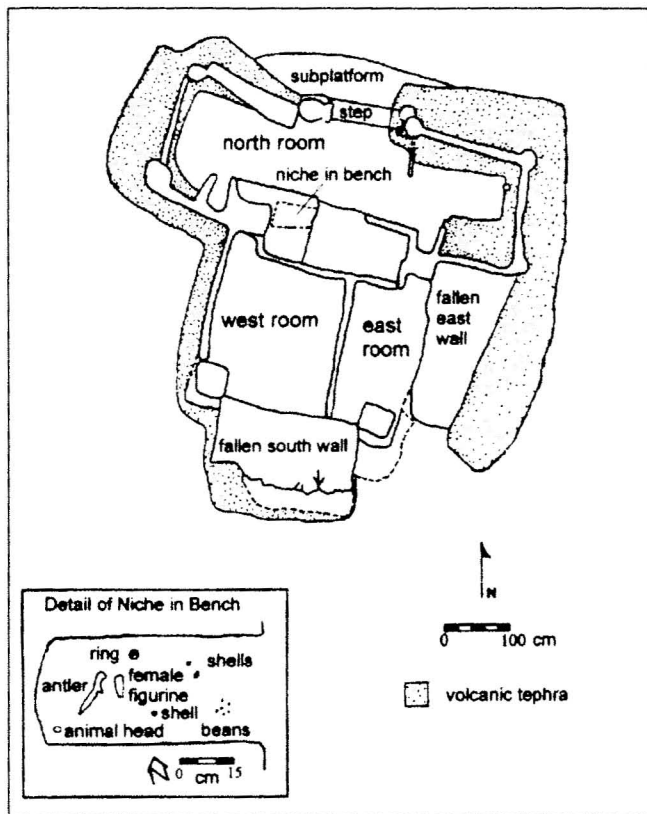 subplatform
step
north room
niche in bench
west room
east
room
fallen
east
wall
fallen south wall
N
0 100 cm
volcanic tephra
Detail of Niche in Bench
ring
shells
antler
female
figurine
shell
animal head
beans
0 15
cm